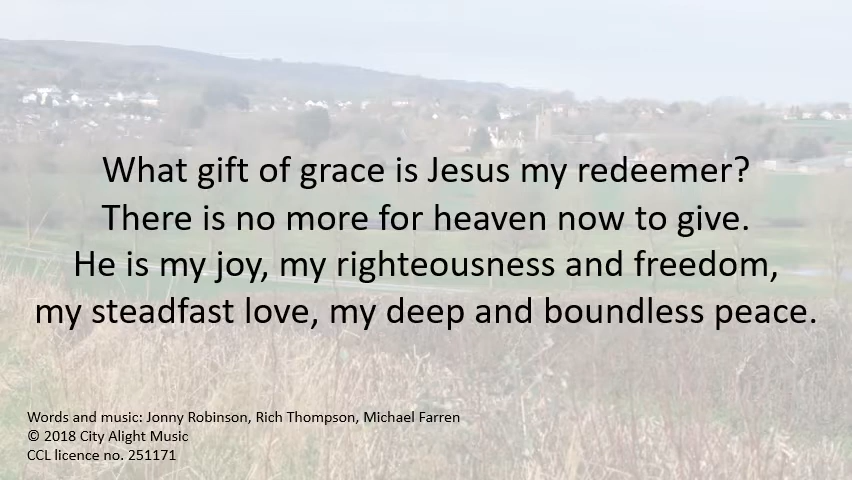 What gift of grace is Jesus my redeemer?
There is no more for heaven now to give.
He is my joy, my righteousness and freedom,
my steadfast love, my deep and boundless peace.
Words and music: Jonny Robinson, Rich Thompson, Michael Farren
© 2018 City Alight Music
CCL licence no. 251171